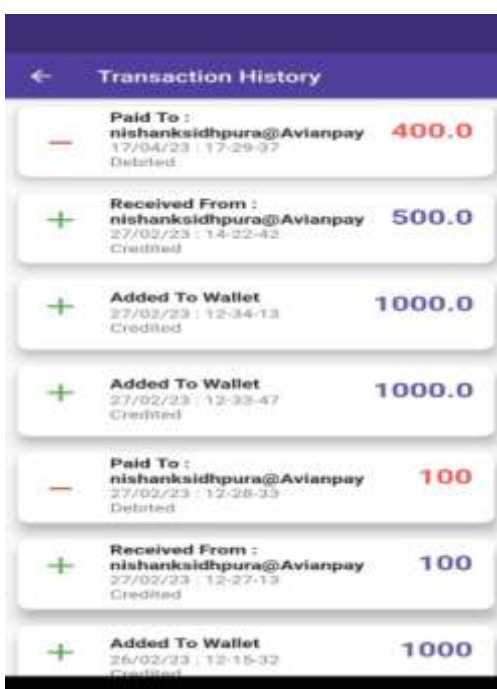 Transaction History
Paid To :
nishanksidhpura@Avianpay
400.0
17/04/23 : 17-29-37
Debited
Received From :
nishanksidhpura@Avianpay
500.0
27/02/23 : 14-22-42
Credited
Added To Wallet
1000.0
27/02/23 : 12-34-13
Credited
Added To Wallet
1000.0
27/02/23 : 12-33-47
Credited
Paid To :
nishanksidhpura@Avianpay
100
27/02/23 : 12-28-33
Debited
Received From :
nishanksidhpura@Avianpay
100
27/02/23 : 12-27-13
Credited
Added To Wallet
1000
26/02/23 : 12-15-32
Credited